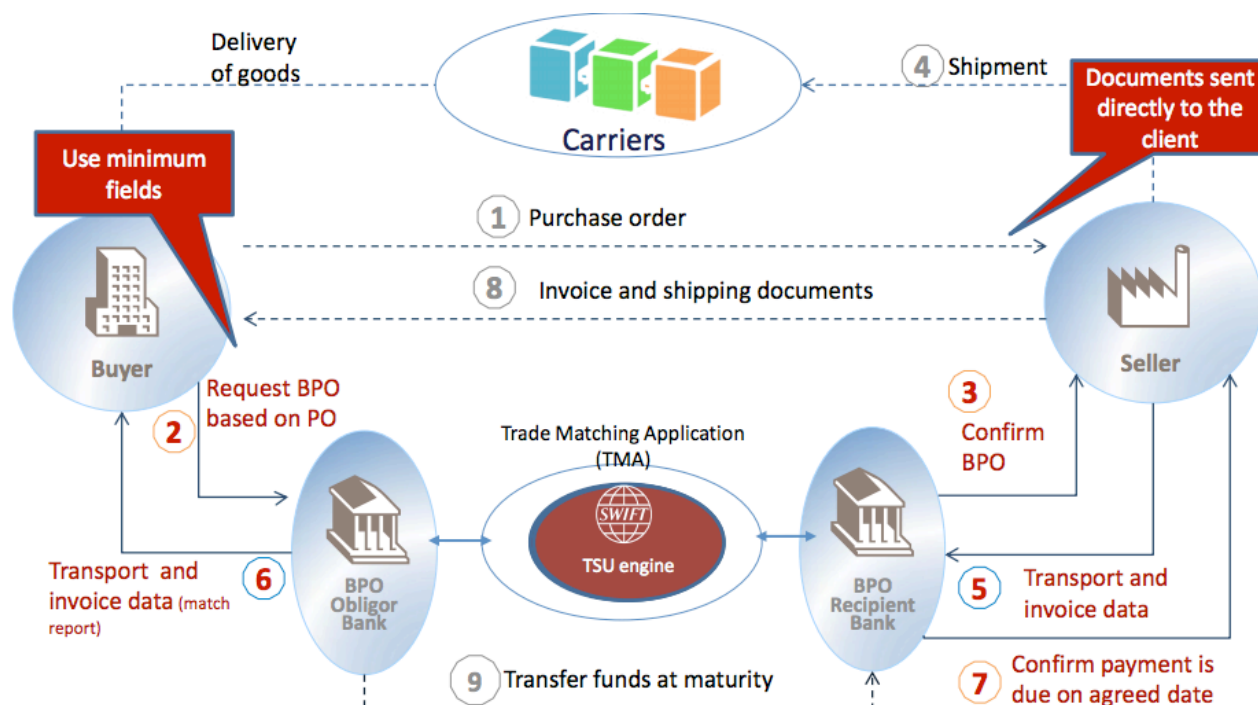 Delivery
of goods
4 Shipment
Documents sent
directly to the
client
Carriers
Use minimum
fields
1 Purchase order
8 Invoice and shipping documents
Buyer
Seller
Request BPO
based on PO
2
3
Confirm
BPO
Trade Matching Application
(TMA)
SWIFT
TSU engine
Transport and
invoice data (match
report)
6
BPO
Obligor
Bank
BPO
Recipient
Bank
5
Transport and
invoice data
9 Transfer funds at maturity
7
Confirm payment is
due on agreed date